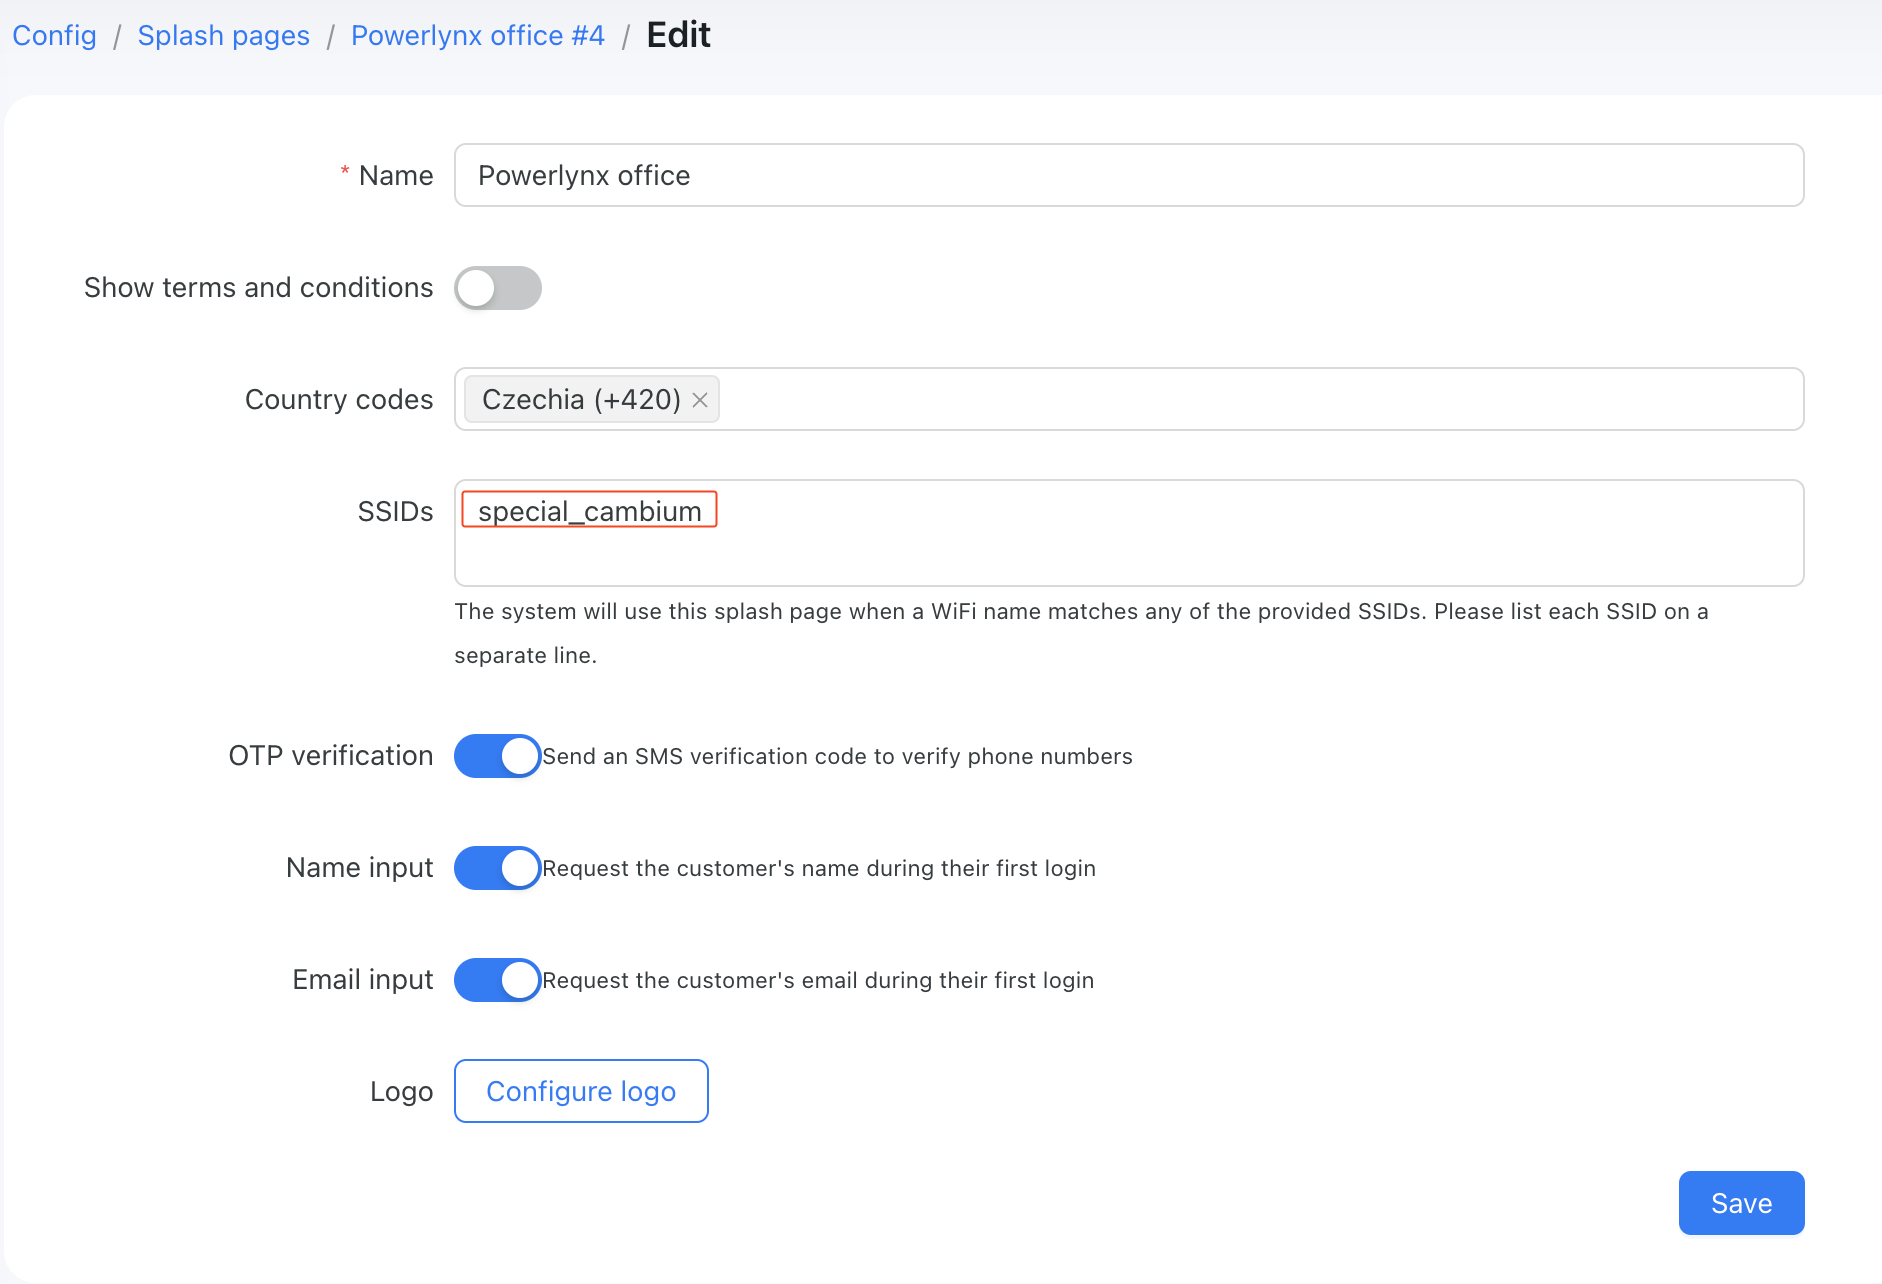 Config / Splash pages / Powerlynx office #4 / Edit
* Name
Powerlynx office
Show terms and conditions
Country codes
Czechia (+420) ×
SSIDs
special_cambium
The system will use this splash page when a WiFi name matches any of the provided SSIDs. Please list each SSID on a
separate line.
OTP verification
Send an SMS verification code to verify phone numbers
Name input
Request the customer's name during their first login
Email input
Request the customer's email during their first login
Logo
Configure logo
Save